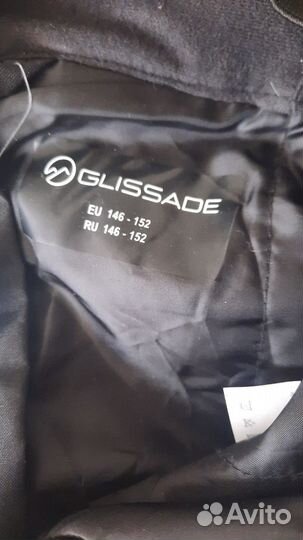 GLISSADE
EU 146 - 152
RU 146 - 152
Avito